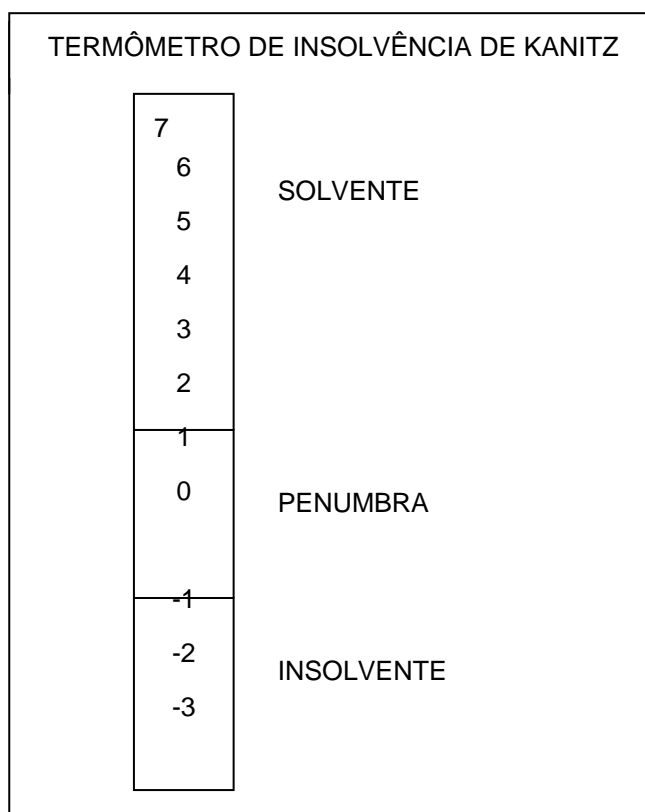 TERMÔMETRO DE INSOLVÊNCIA DE KANITZ
7
6
SOLVENTE
5
4
3
2
1
0
PENUMBRA
-1
-2
INSOLVENTE
-3